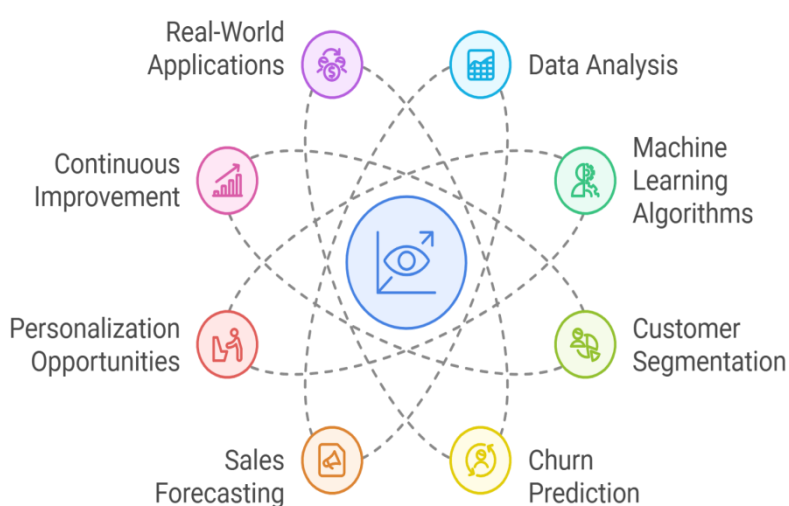 Real-World
Applications
Data Analysis
Continuous
Improvement
Machine
Learning
Algorithms
Personalization
Opportunities
Customer
Segmentation
Sales
Forecasting
Churn
Prediction